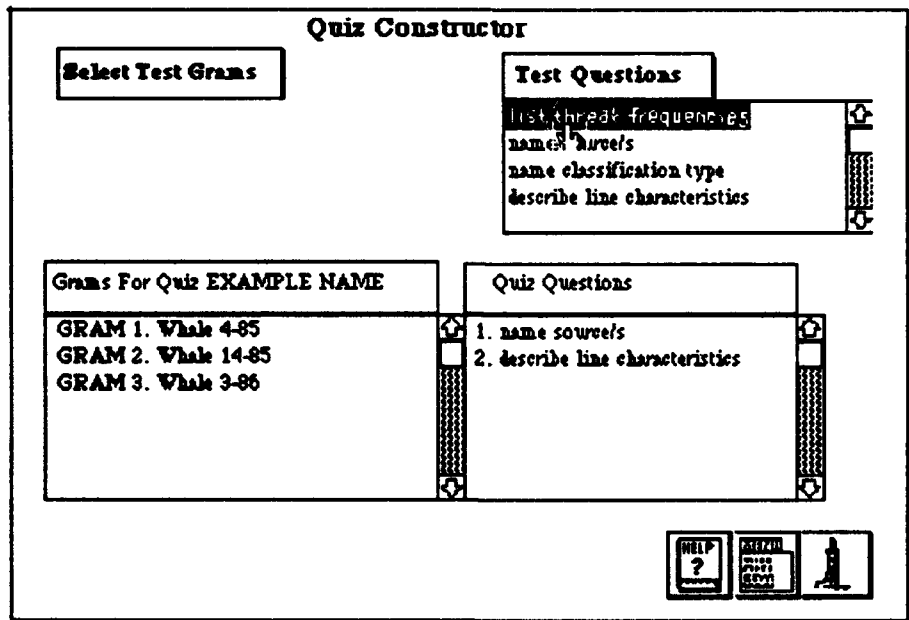 Quiz Constructor
Select Test Grams
Test Questions
list threat frequencies
name
name classification type
describe line characteristics
Grams For Quiz EXAMPLE NAME
GRAM 1. Whale 4-85
GRAM 2. Whale 14-85
GRAM 3. Whale 3-86
Quiz Questions
1. name source/s
2. describe line characteristics
HELP
?